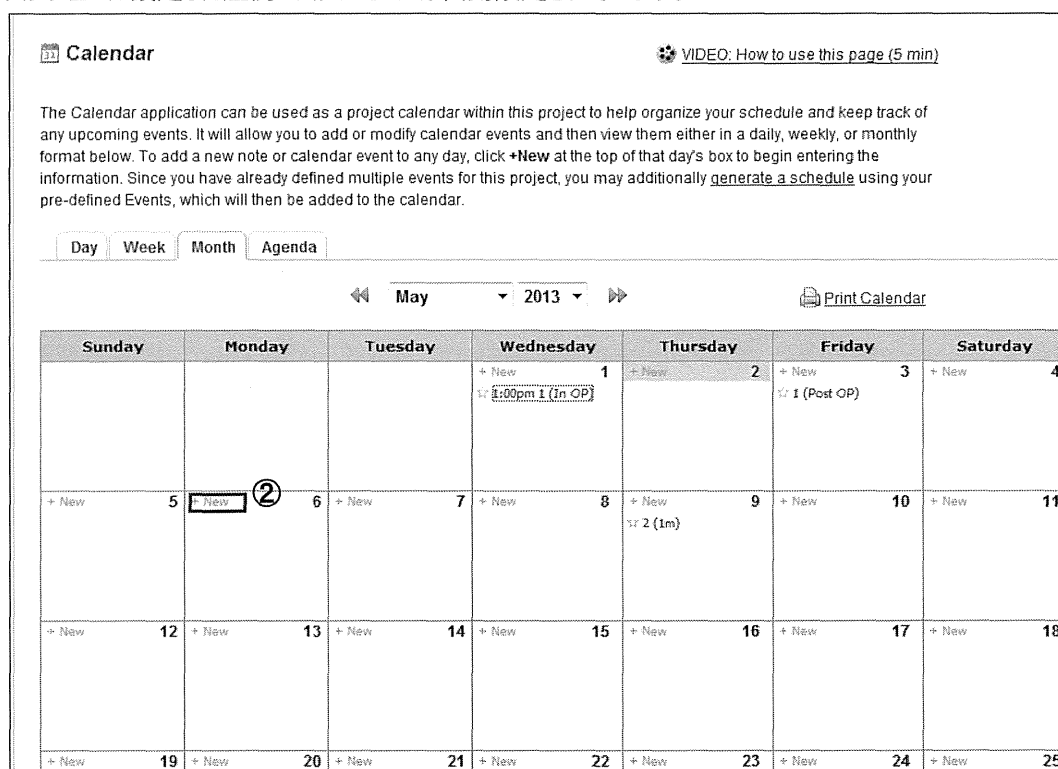 Calendar
VIDEO: How to use this page (5 min)
The Calendar application can be used as a project calendar within this project to help organize your schedule and keep track of
any upcoming events. It will allow you to add or modify calendar events and then view them either in a daily, weekly, or monthly
format below. To add a new note or calendar event to any day, click +New at the top of that day's box to begin entering the
information. Since you have already defined multiple events for this project, you may additionally generate a schedule using your
pre-defined Events, which will then be added to the calendar.
Day Week Month Agenda
May 2013 Print Calendar
Sunday Monday Tuesday Wednesday Thursday Friday Saturday
+ New 1 + New 2 + New 3 + New 4
1:00pm 1 (In OP) 1 (Post OP)
+ New 5 + New ② 6 + New 7 + New 8 + New 9 + New 10 + New 11
2 (1m)
+ New 12 + New 13 + New 14 + New 15 + New 16 + New 17 + New 18
+ New 19 + New 20 + New 21 + New 22 + New 23 + New 24 + New 25